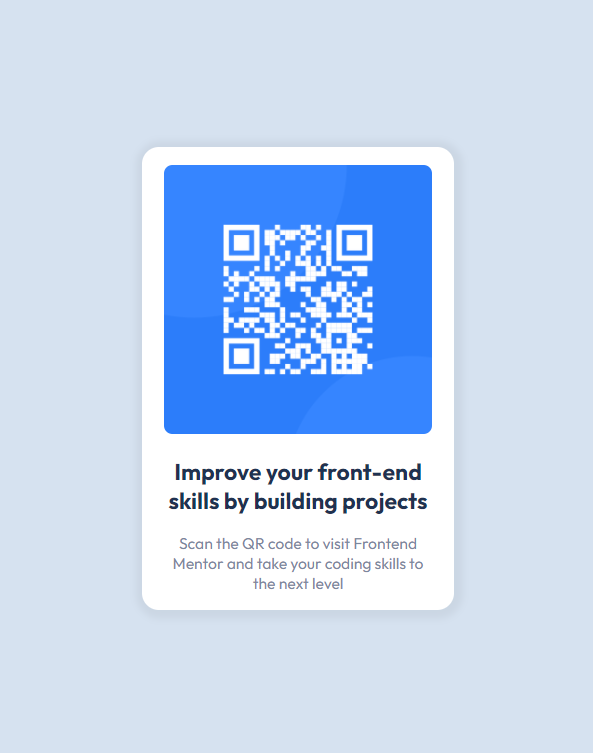 Improve your front-end
skills by building projects
Scan the QR code to visit Frontend
Mentor and take your coding skills to
the next level